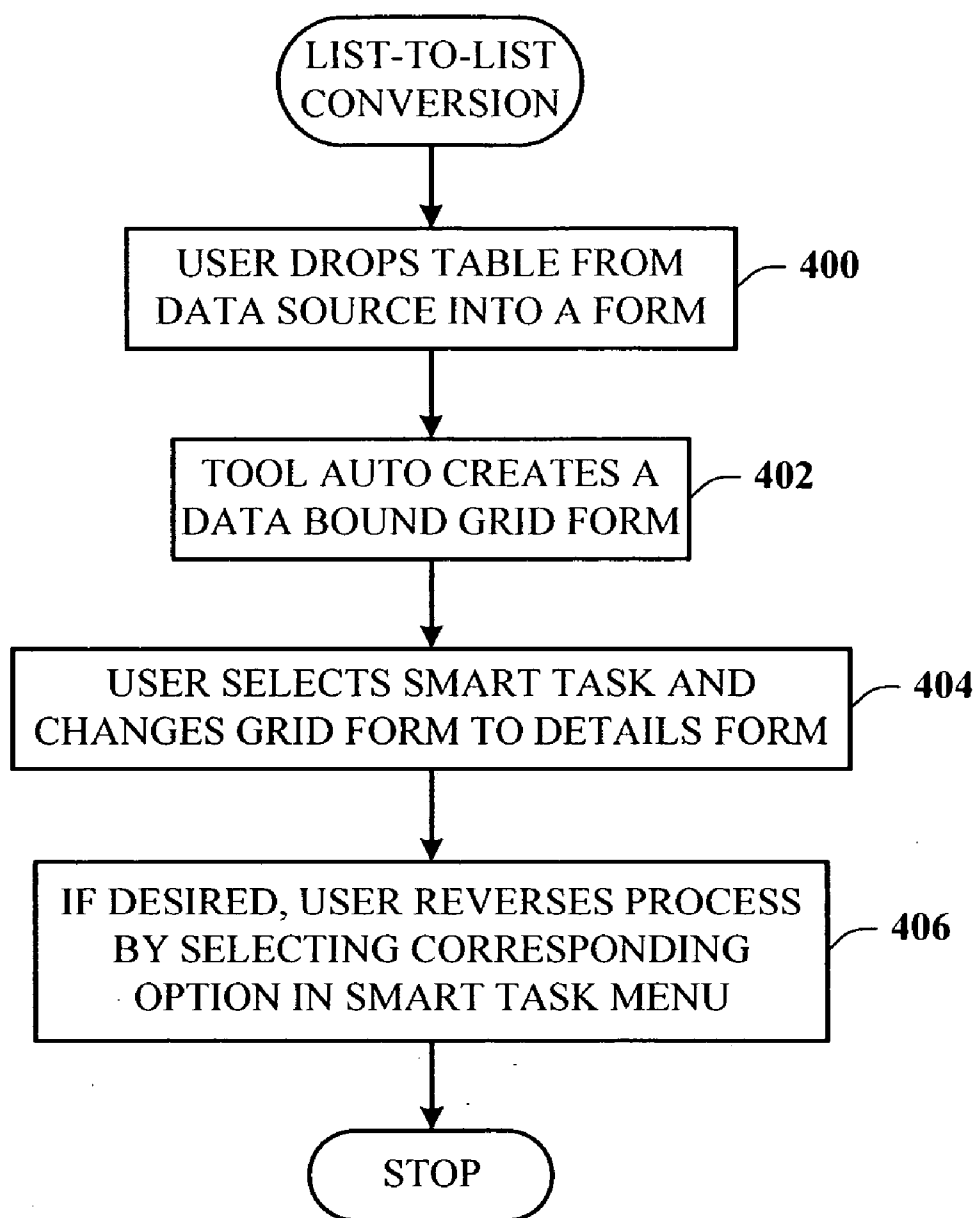 LIST-TO-LIST
CONVERSION
USER DROPS TABLE FROM
DATA SOURCE INTO A FORM
400
TOOL AUTO CREATES A
DATA BOUND GRID FORM
402
USER SELECTS SMART TASK AND
CHANGES GRID FORM TO DETAILS FORM
404
IF DESIRED, USER REVERSES PROCESS
BY SELECTING CORRESPONDING
OPTION IN SMART TASK MENU
406
STOP